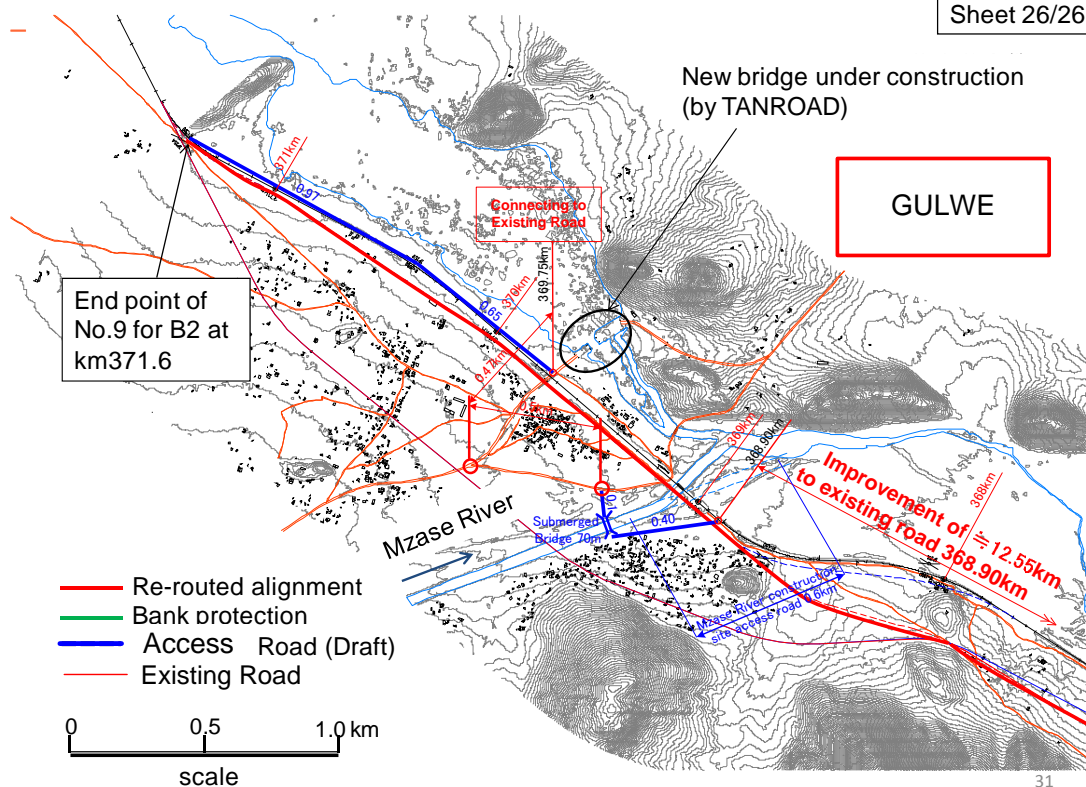 Sheet 26/26
New bridge under construction
(by TANROAD)
GULWE
371km
0.97
Connecting to
Existing Road
369.75km
370km
0.65
End point of
No.9 for B2 at
km371.6
369km
368.90km
368km
Improvement of ≒ 12.55km
to existing road 368.90km
Mzase River
Submerged
Bridge 70m
0.40
Mzase River construction
site access road 0.6km
Re-routed alignment
Bank protection
Access Road (Draft)
Existing Road
0 0.5 1.0 km
scale
31